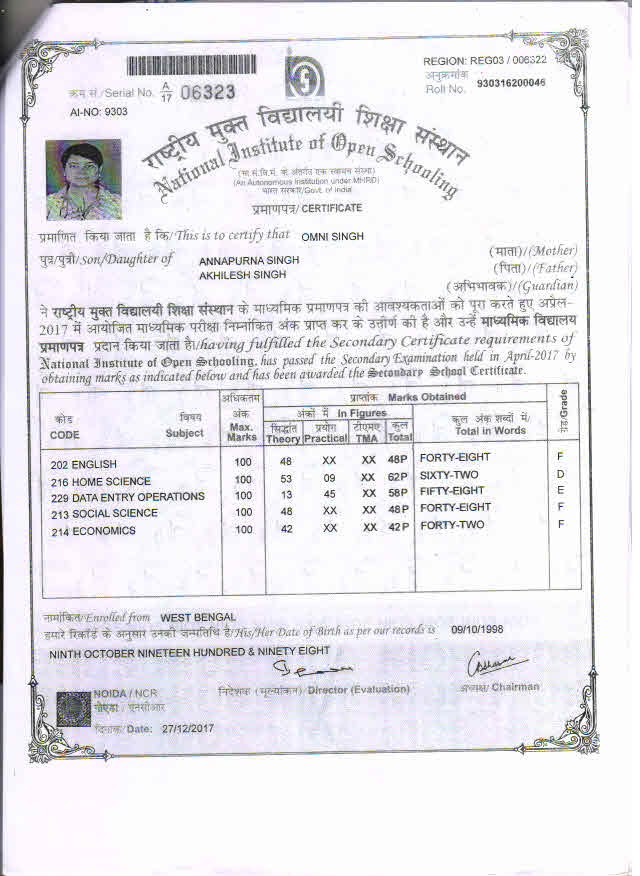 REGION: REG03 / 006322
क्रम सं./Serial No. A/17 06323
अनुक्रमांक
Roll No. 930316200046
AI-NO: 9303
राष्ट्रीय मुक्त विद्यालयी शिक्षा संस्थान
National Institute of Open Schooling
(मा.सं.वि.मं. के अंतर्गत एक स्वायत्त संस्था)
(An Autonomous Institution under MHRD)
भारत सरकार/Govt. of India
प्रमाणपत्र/ CERTIFICATE
प्रमाणित किया जाता है कि/This is to certify that OMNI SINGH
पुत्र/पुत्री/Son/Daughter of ANNAPURNA SINGH (माता)/(Mother)
AKHILESH SINGH (पिता)/(Father)
(अभिभावक)/(Guardian)
ने राष्ट्रीय मुक्त विद्यालयी शिक्षा संस्थान के माध्यमिक प्रमाणपत्र की आवश्यकताओं को पूरा करते हुए अप्रैल-
2017 में आयोजित माध्यमिक परीक्षा निम्नांकित अंक प्राप्त कर के उत्तीर्ण की है और उन्हें माध्यमिक विद्यालय
प्रमाणपत्र प्रदान किया जाता है।/having fulfilled the Secondary Certificate requirements of
National Institute of Open Schooling, has passed the Secondary Examination held in April-2017 by
obtaining marks as indicated below and has been awarded the Secondary School Certificate.
कोड CODE विषय Subject अधिकतम अंक Max. Marks प्राप्तांक Marks Obtained ग्रेड/Grade
अंकों में In Figures कुल अंक शब्दों में/ Total in Words
सिद्धांत Theory प्रयोग Practical टीएमए TMA कुल Total
202 ENGLISH 100 48 XX XX 48P FORTY-EIGHT F
216 HOME SCIENCE 100 53 09 XX 62P SIXTY-TWO D
229 DATA ENTRY OPERATIONS 100 13 45 XX 58P FIFTY-EIGHT E
213 SOCIAL SCIENCE 100 48 XX XX 48P FORTY-EIGHT F
214 ECONOMICS 100 42 XX XX 42P FORTY-TWO F
नामांकित/Enrolled from WEST BENGAL
हमारे रिकॉर्ड के अनुसार उनकी जन्मतिथि है/His/Her Date of Birth as per our records is 09/10/1998
NINTH OCTOBER NINETEEN HUNDRED & NINETY EIGHT
NOIDA / NCR
नोएडा / एनसीआर
निदेशक (मूल्यांकन)/Director (Evaluation)
अध्यक्ष/ Chairman
दिनांक/Date: 27/12/2017